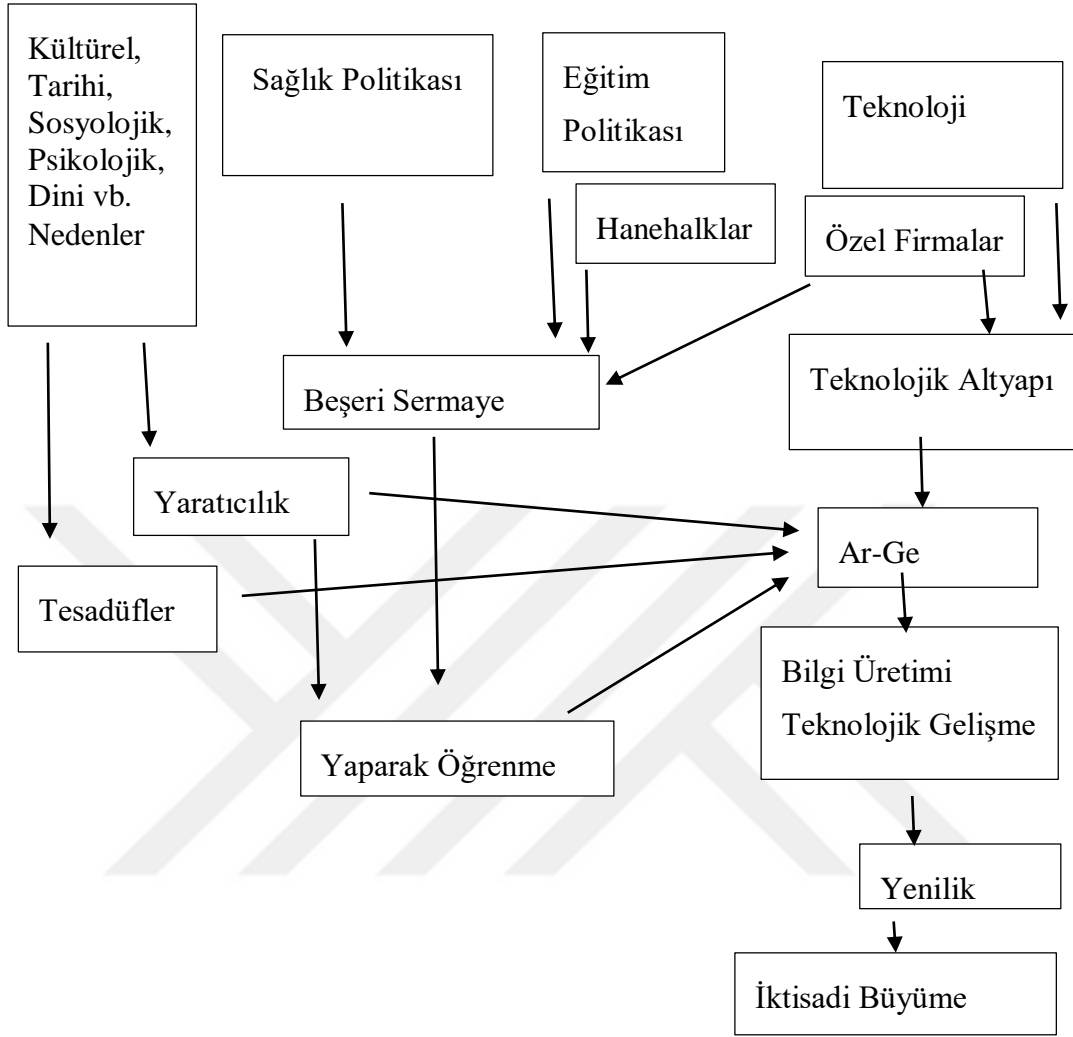 Kültürel,
Tarihi,
Sosyolojik,
Psikolojik,
Dini vb.
Nedenler
Sağlık Politikası
Eğitim
Politikası
Teknoloji
Hanehalklar
Özel Firmalar
Beşeri Sermaye
Teknolojik Altyapı
Yaratıcılık
Ar-Ge
Tesadüfler
Bilgi Üretimi
Teknolojik Gelişme
Yaparak Öğrenme
Yenilik
İktisadi Büyüme